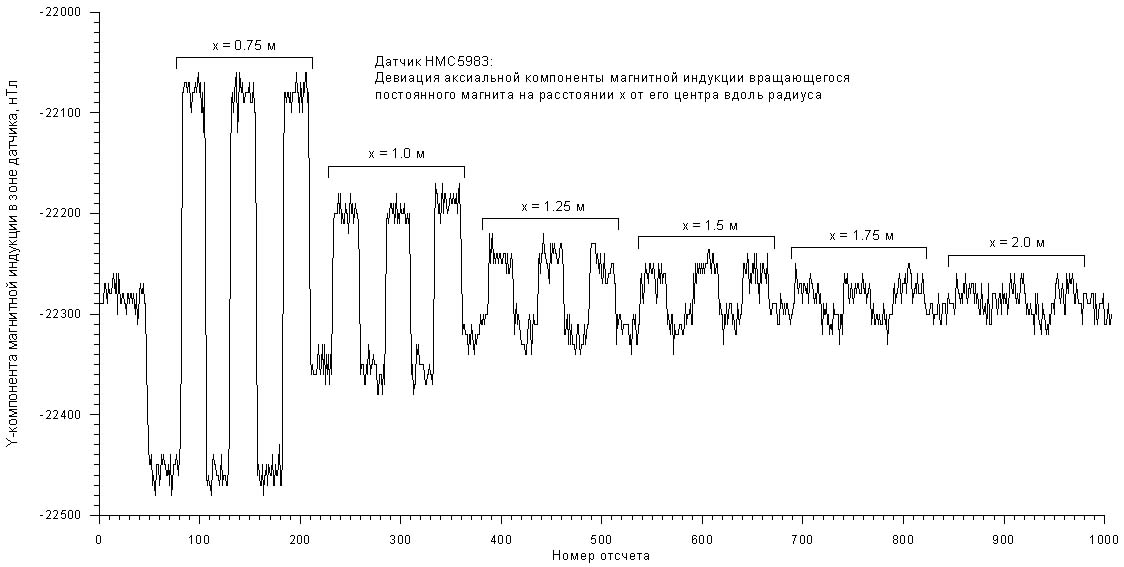 -22000
x = 0.75 м
Датчик HMC5983:
Девиация аксиальной компоненты магнитной индукции вращающегося
постоянного магнита на расстоянии x от его центра вдоль радиуса
-22100
x = 1.0 м
-22200
x = 1.25 м
x = 1.5 м
x = 1.75 м
x = 2.0 м
-22300
-22400
-22500
Y-компонента магнитной индукции в зоне датчика, нТл
0 100 200 300 400 500 600 700 800 900 1000
Номер отсчета